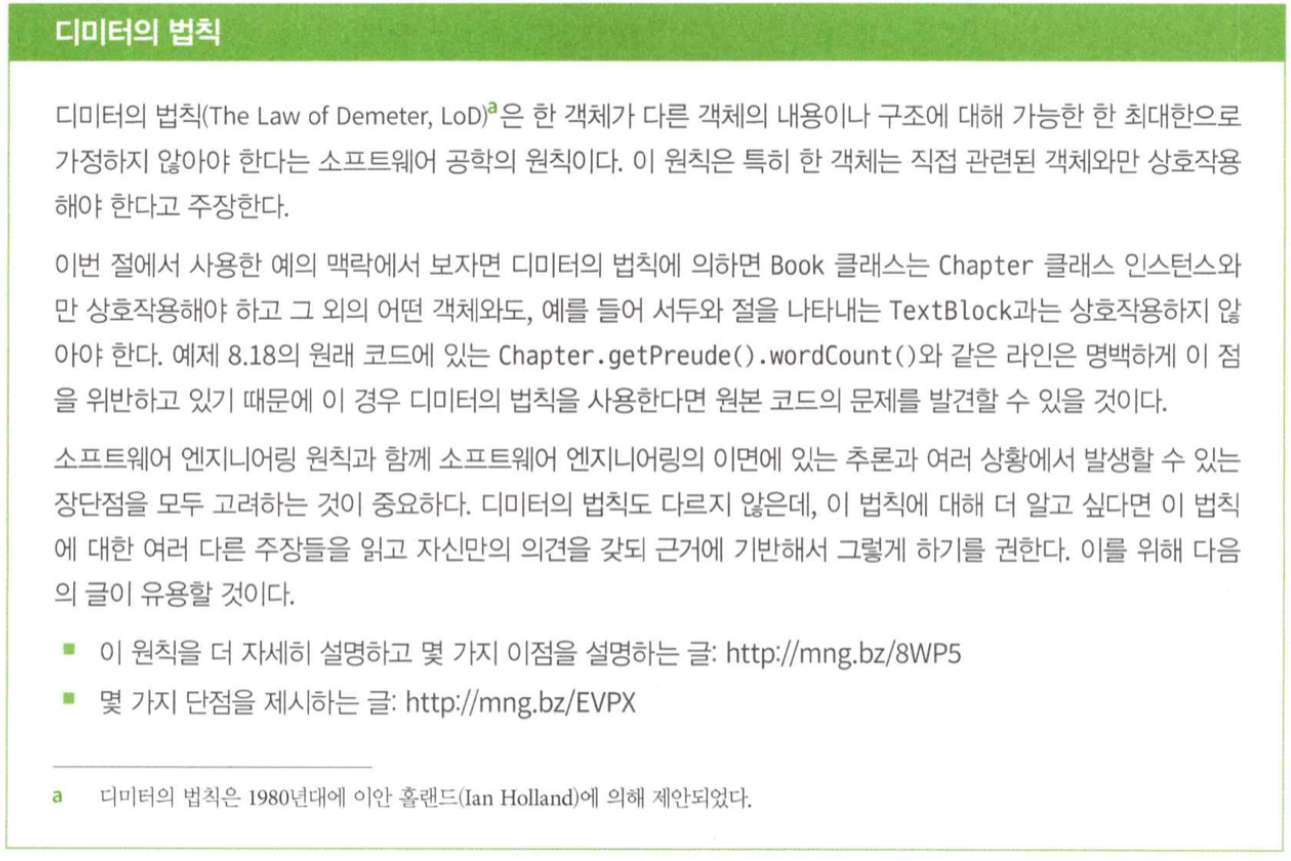 디미터의 법칙
디미터의 법칙(The Law of Demeter, LoD)a은 한 객체가 다른 객체의 내용이나 구조에 대해 가능한 한 최대한으로
가정하지 않아야 한다는 소프트웨어 공학의 원칙이다. 이 원칙은 특히 한 객체는 직접 관련된 객체와만 상호작용
해야 한다고 주장한다.
이번 절에서 사용한 예의 맥락에서 보자면 디미터의 법칙에 의하면 Book 클래스는 Chapter 클래스 인스턴스와
만 상호작용해야 하고 그 외의 어떤 객체와도, 예를 들어 서두와 절을 나타내는 TextBlock과는 상호작용하지 않
아야 한다. 예제 8.18의 원래 코드에 있는 Chapter.getPreude().wordCount()와 같은 라인은 명백하게 이 점
을 위반하고 있기 때문에 이 경우 디미터의 법칙을 사용한다면 원본 코드의 문제를 발견할 수 있을 것이다.
소프트웨어 엔지니어링 원칙과 함께 소프트웨어 엔지니어링의 이면에 있는 추론과 여러 상황에서 발생할 수 있는
장단점을 모두 고려하는 것이 중요하다. 디미터의 법칙도 다르지 않은데, 이 법칙에 대해 더 알고 싶다면 이 법칙
에 대한 여러 다른 주장들을 읽고 자신만의 의견을 갖되 근거에 기반해서 그렇게 하기를 권한다. 이를 위해 다음
의 글이 유용할 것이다.
■ 이 원칙을 더 자세히 설명하고 몇 가지 이점을 설명하는 글: http://mng.bz/8WP5
■ 몇 가지 단점을 제시하는 글: http://mng.bz/EVPX
a 디미터의 법칙은 1980년대에 이안 홀랜드(Ian Holland)에 의해 제안되었다.